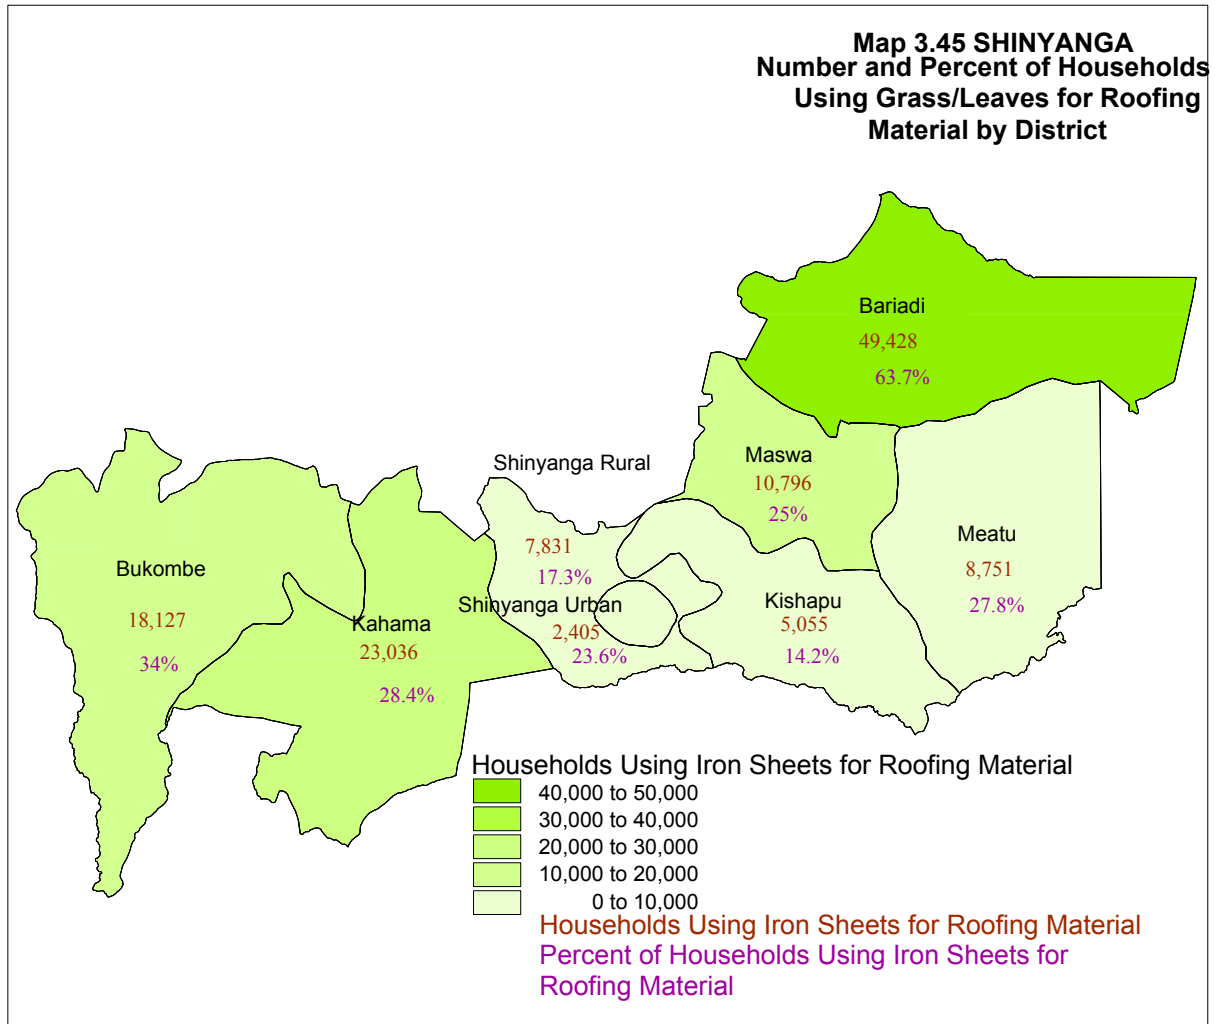 Map 3.45 SHINYANGA
Number and Percent of Households
Using Grass/Leaves for Roofing
Material by District
Bariadi
49,428
63.7%
Maswa
10,796
25%
Shinyanga Rural
7,831
17.3%
Meatu
8,751
27.8%
Bukombe
18,127
34%
Kahama
23,036
28.4%
Shinyanga Urban
2,405
23.6%
Kishapu
5,055
14.2%
Households Using Iron Sheets for Roofing Material
40,000 to 50,000
30,000 to 40,000
20,000 to 30,000
10,000 to 20,000
0 to 10,000
Households Using Iron Sheets for Roofing Material
Percent of Households Using Iron Sheets for
Roofing Material